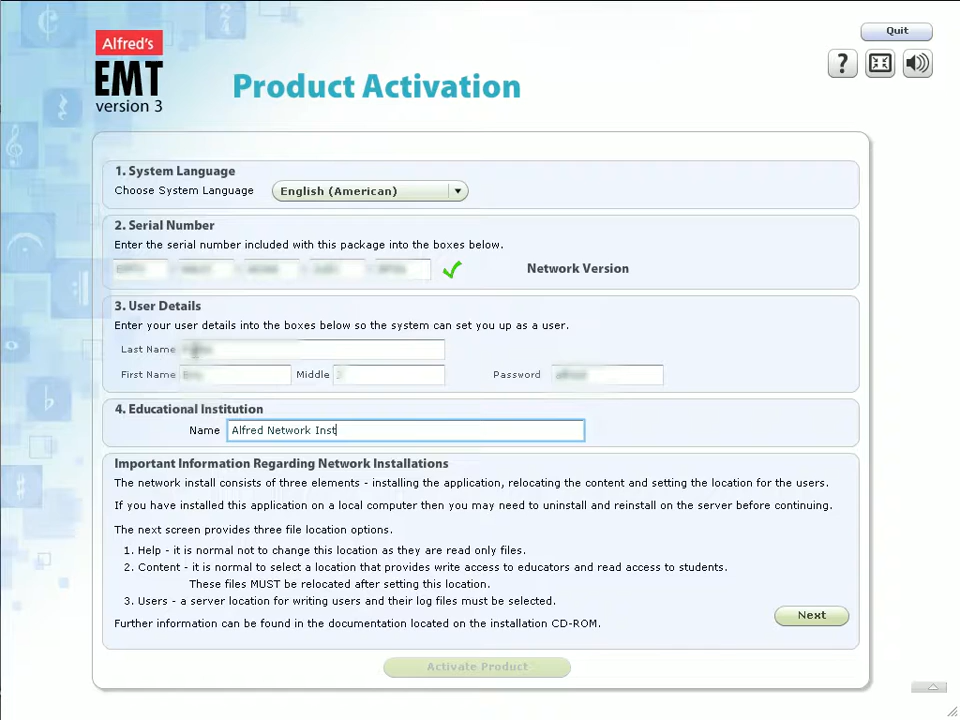 Quit
Alfred's
EMT
version 3
Product Activation
1. System Language
Choose System Language English (American)
2. Serial Number
Enter the serial number included with this package into the boxes below.
Network Version
3. User Details
Enter your user details into the boxes below so the system can set you up as a user.
Last Name
First Name Middle Password
4. Educational Institution
Name Alfred Network Inst
Important Information Regarding Network Installations
The network install consists of three elements - installing the application, relocating the content and setting the location for the users.
If you have installed this application on a local computer then you may need to uninstall and reinstall on the server before continuing.
The next screen provides three file location options.
1. Help - it is normal not to change this location as they are read only files.
2. Content - it is normal to select a location that provides write access to educators and read access to students.
These files MUST be relocated after setting this location.
3. Users - a server location for writing users and their log files must be selected.
Next
Further information can be found in the documentation located on the installation CD-ROM.
Activate Product